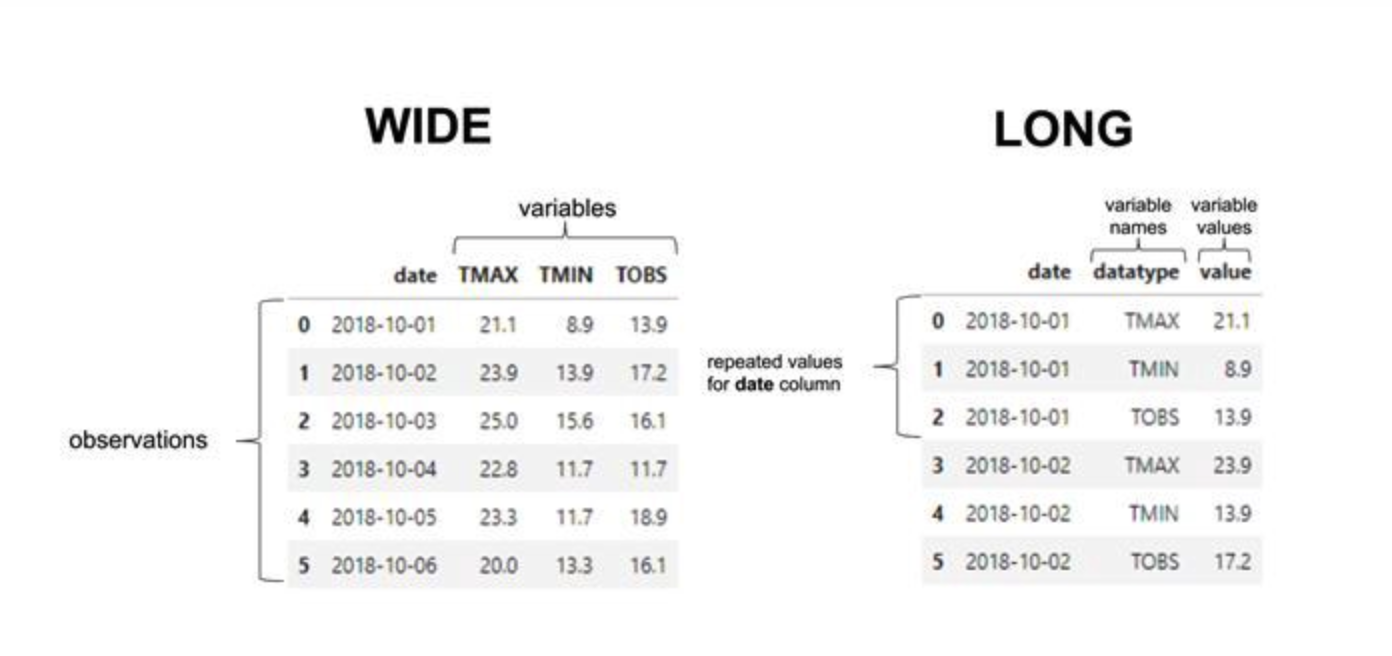 WIDE
variables
date TMAX TMIN TOBS
0 2018-10-01 21.1 8.9 13.9
1 2018-10-02 23.9 13.9 17.2
2 2018-10-03 25.0 15.6 16.1
3 2018-10-04 22.8 11.7 11.7
4 2018-10-05 23.3 11.7 18.9
5 2018-10-06 20.0 13.3 16.1
observations
LONG
variable names
variable values
date datatype value
0 2018-10-01 TMAX 21.1
1 2018-10-01 TMIN 8.9
2 2018-10-01 TOBS 13.9
3 2018-10-02 TMAX 23.9
4 2018-10-02 TMIN 13.9
5 2018-10-02 TOBS 17.2
repeated values
for date column